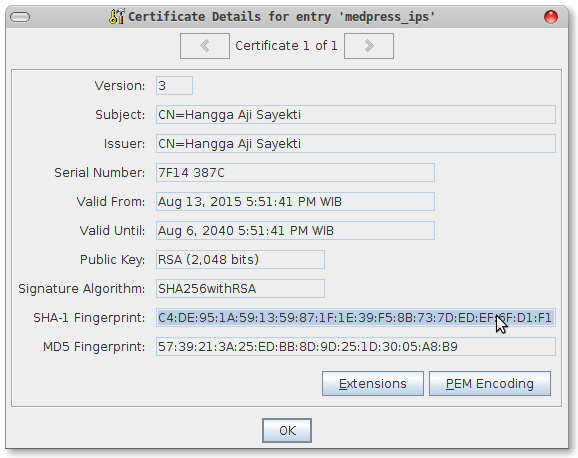 Certificate Details for entry 'medpress_ips'
Certificate 1 of 1
Version: 3
Subject: CN=Hangga Aji Sayekti
Issuer: CN=Hangga Aji Sayekti
Serial Number: 7F14 387C
Valid From: Aug 13, 2015 5:51:41 PM WIB
Valid Until: Aug 6, 2040 5:51:41 PM WIB
Public Key: RSA (2,048 bits)
Signature Algorithm: SHA256withRSA
SHA-1 Fingerprint: C4:DE:95:1A:59:13:59:87:1F:1E:39:F5:8B:73:7D:ED:EF:6F:D1:F1
MD5 Fingerprint: 57:39:21:3A:25:ED:BB:8D:9D:25:1D:30:05:A8:B9
Extensions PEM Encoding
OK